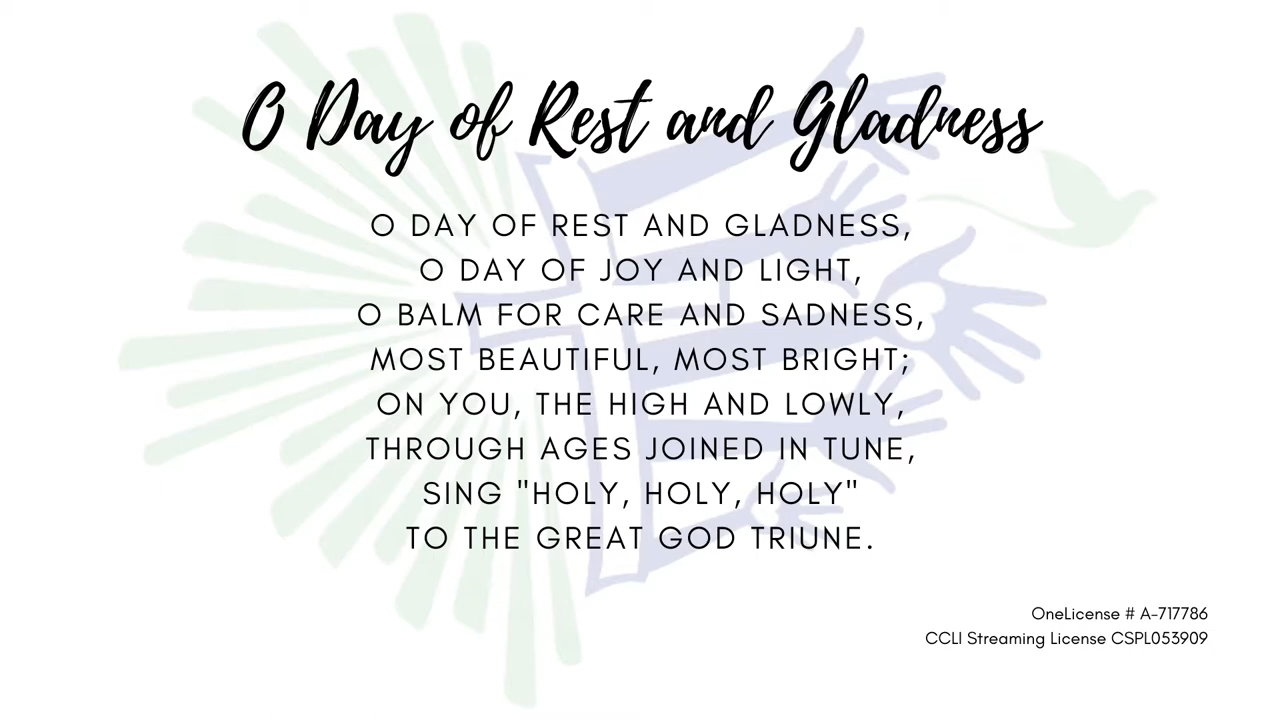 O Day of Rest and Gladness
O DAY OF REST AND GLADNESS,
O DAY OF JOY AND LIGHT,
O BALM FOR CARE AND SADNESS,
MOST BEAUTIFUL, MOST BRIGHT;
ON YOU, THE HIGH AND LOWLY,
THROUGH AGES JOINED IN TUNE,
SING "HOLY, HOLY, HOLY"
TO THE GREAT GOD TRIUNE.
OneLicense # A-717786
CCLI Streaming License CSPL053909